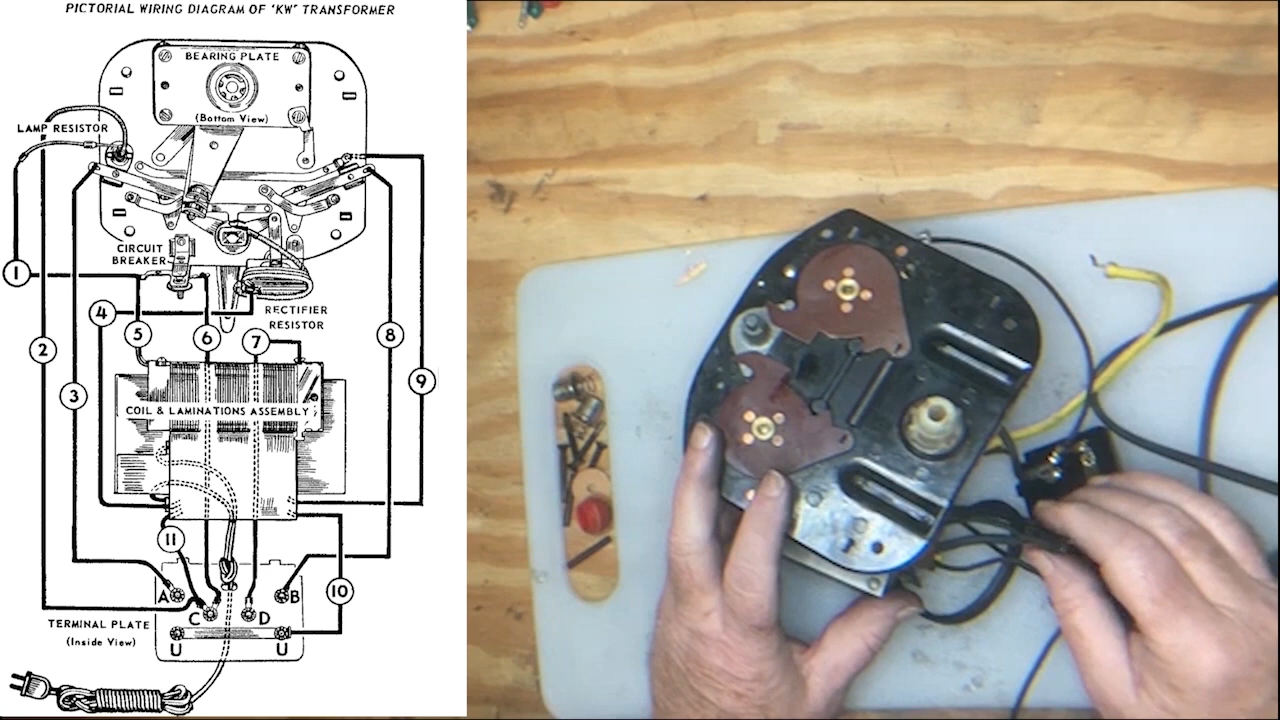 PICTORIAL WIRING DIAGRAM OF 'KW' TRANSFORMER
BEARING PLATE
(Bottom View)
LAMP RESISTOR
CIRCUIT
BREAKER
1
RECTIFIER
RESISTOR
4
5
6
7
8
2
9
3
COIL & LAMINATIONS ASSEMBLY
11
10
A
B
C
D
TERMINAL PLATE
(Inside View)
U
U